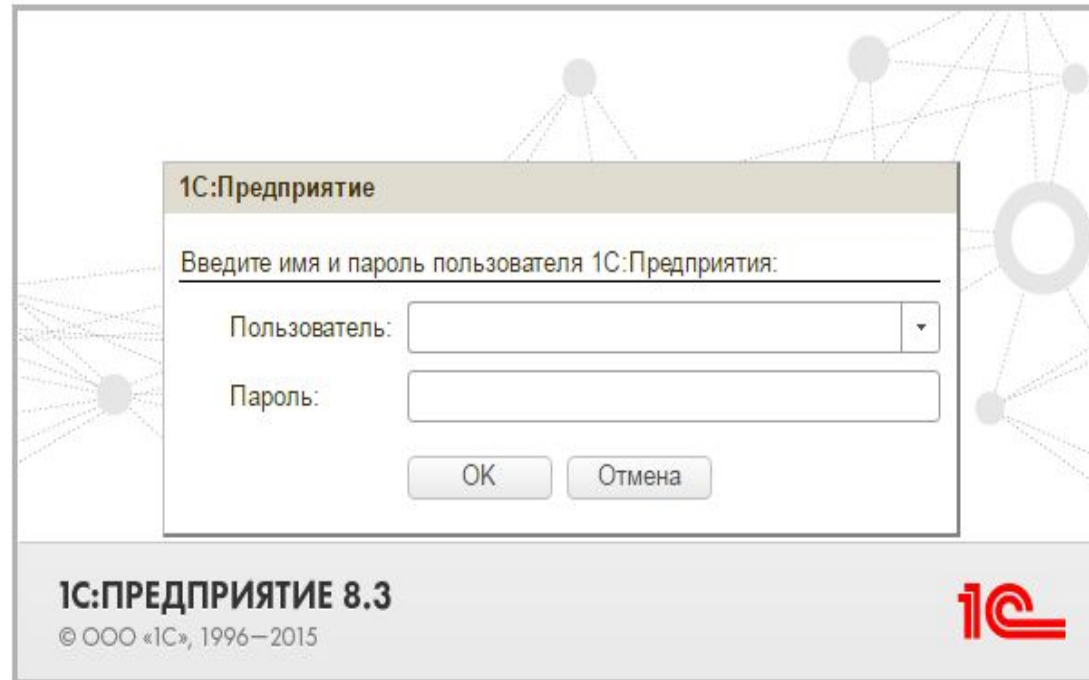 1С:Предприятие
Введите имя и пароль пользователя 1С:Предприятия:
Пользователь:
Пароль:
OK Отмена
1С:ПРЕДПРИЯТИЕ 8.3
© ООО «1С», 1996—2015
1С